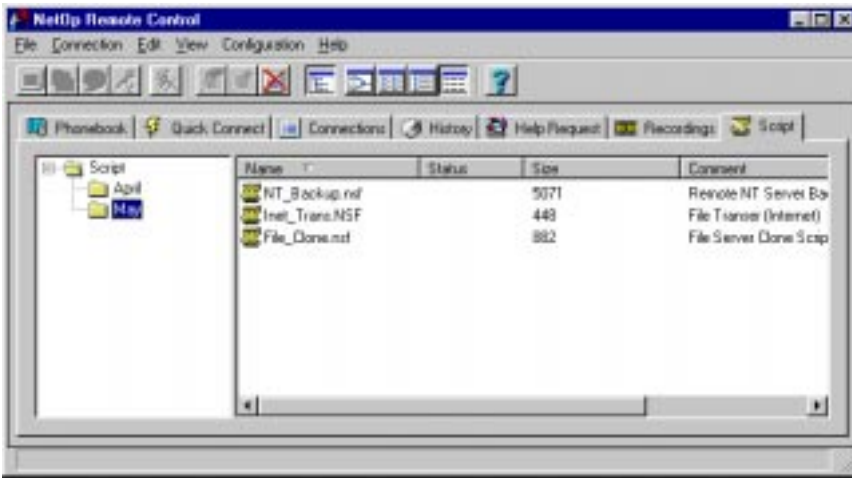 NetOp Remote Control
File Connection Edit View Configuration Help
Phonebook Quick Connect Connections History Help Request Recordings Script
Script
April
May
Name Status Size Comment
NT_Backup.nsf 5071 Remote NT Server Ba
Inet_Trans.NSF 448 File Transer (Internet)
File_Clone.nsf 882 File Server Clone Scrip